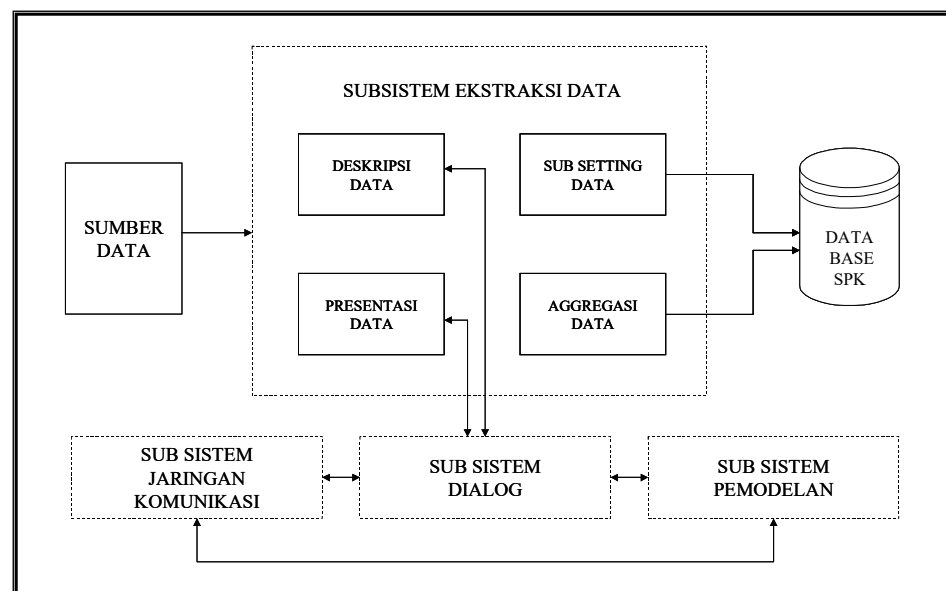 SUBSISTEM EKSTRAKSI DATA
DESKRIPSI
DATA
SUB SETTING
DATA
SUMBER
DATA
DATA
BASE
SPK
PRESENTASI
DATA
AGGREGASI
DATA
SUB SISTEM
JARINGAN
KOMUNIKASI
SUB SISTEM
DIALOG
SUB SISTEM
PEMODELAN